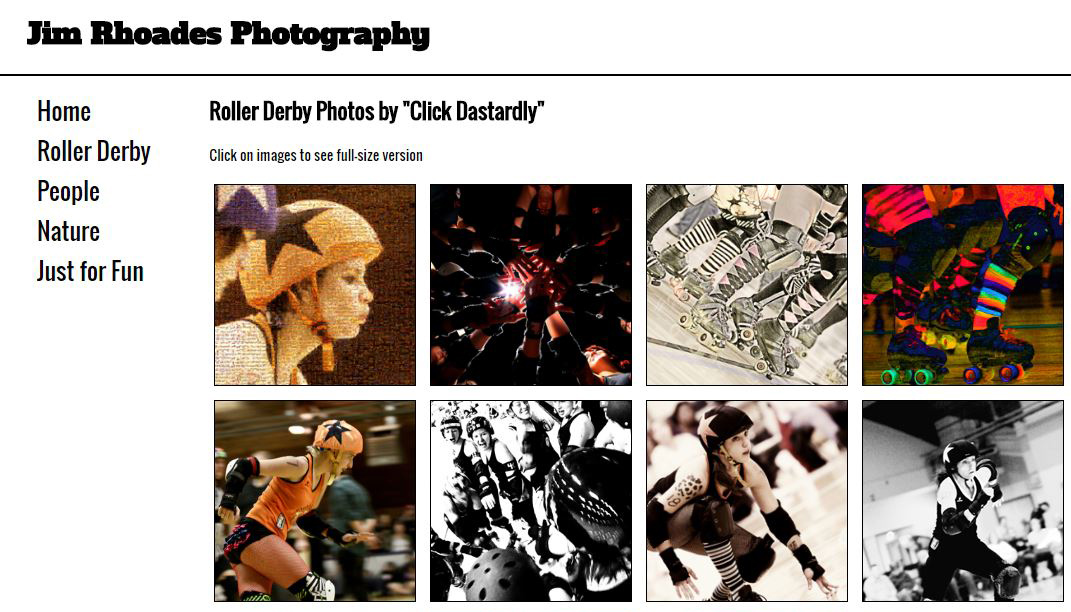 Jim Rhoades Photography
Home
Roller Derby
People
Nature
Just for Fun
Roller Derby Photos by "Click Dastardly"
Click on images to see full-size version